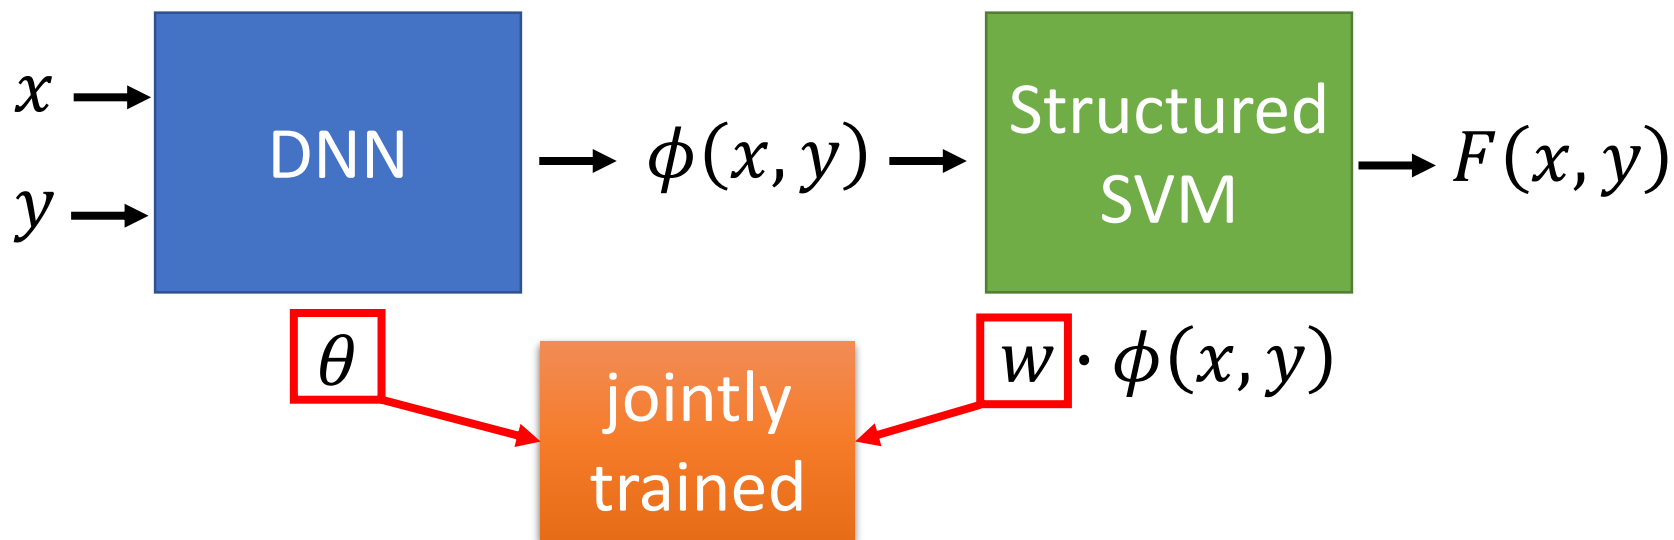 x
y
DNN
ϕ(x, y)
Structured
SVM
F(x, y)
θ
w · ϕ(x, y)
jointly
trained